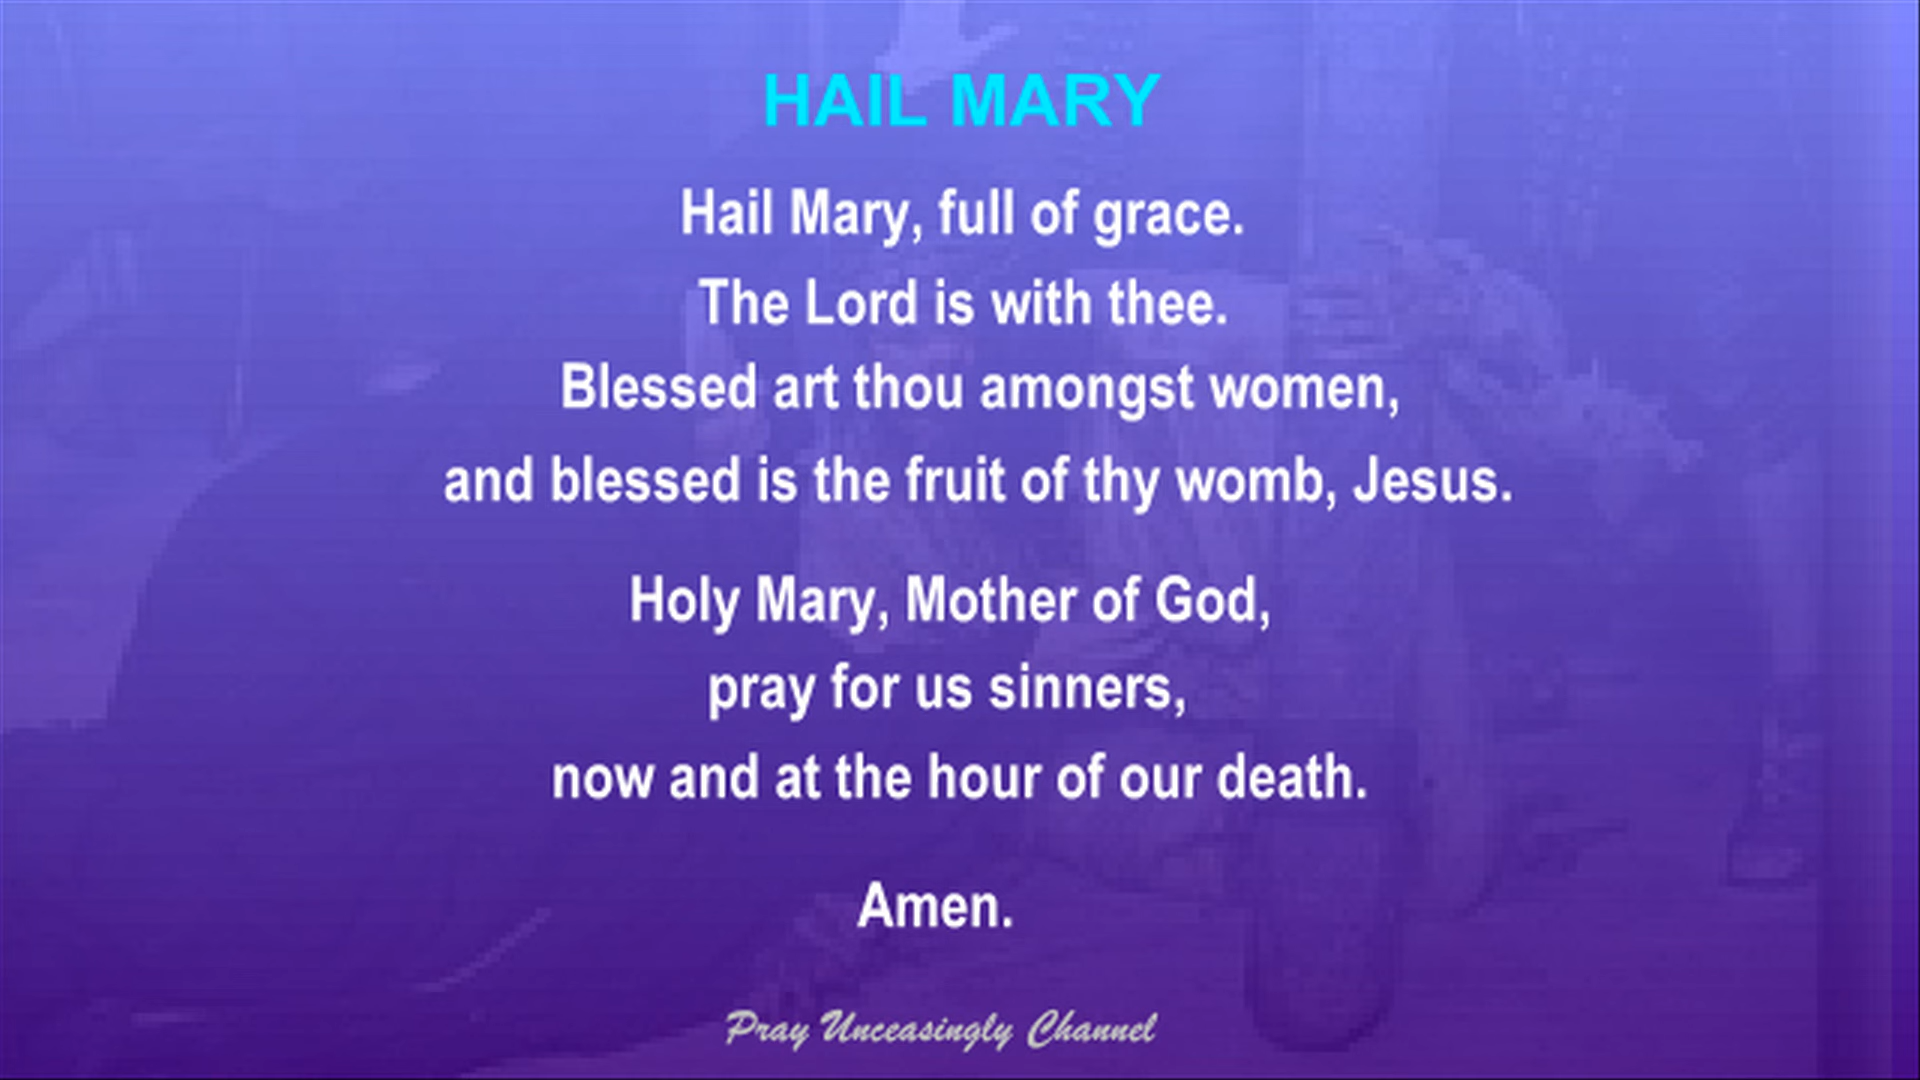 HAIL MARY
Hail Mary, full of grace.
The Lord is with thee.
Blessed art thou amongst women,
and blessed is the fruit of thy womb, Jesus.
Holy Mary, Mother of God,
pray for us sinners,
now and at the hour of our death.
Amen.
Pray Unceasingly Channel